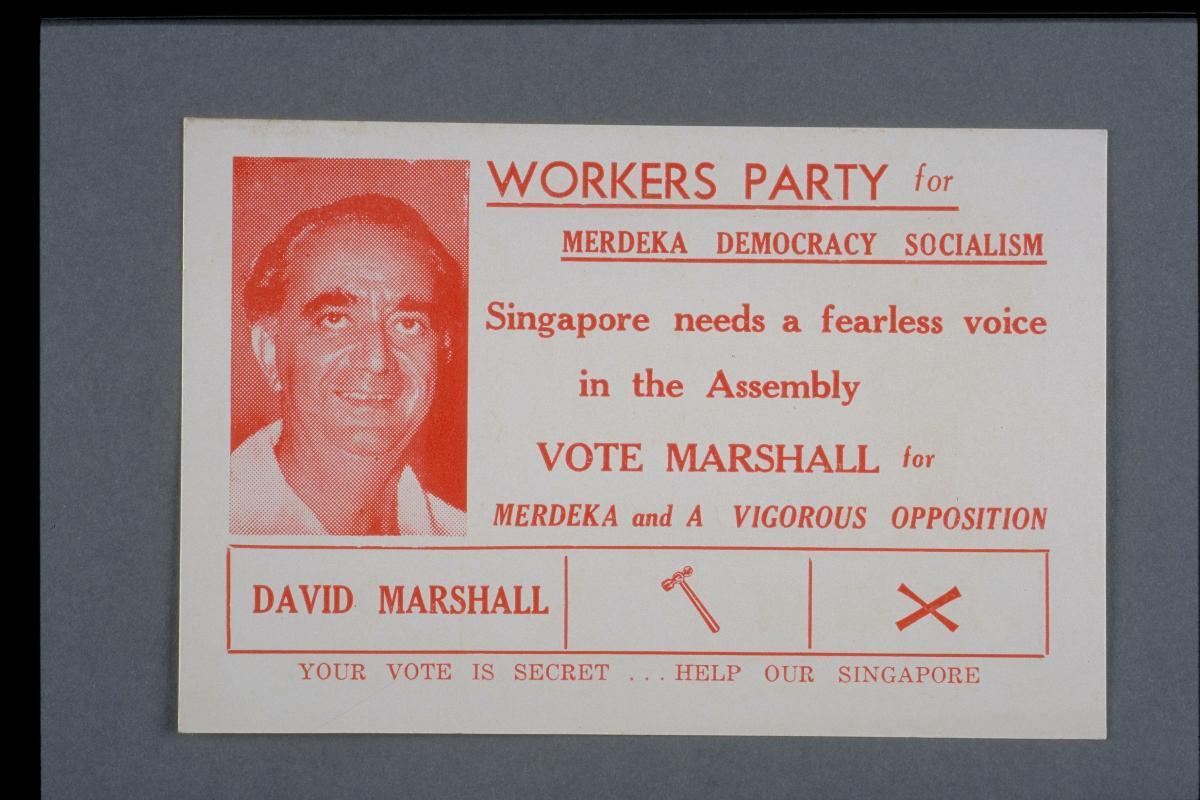 WORKERS PARTY for
MERDEKA DEMOCRACY SOCIALISM
Singapore needs a fearless voice
in the Assembly
VOTE MARSHALL for
MERDEKA and A VIGOROUS OPPOSITION
DAVID MARSHALL
YOUR VOTE IS SECRET ... HELP OUR SINGAPORE